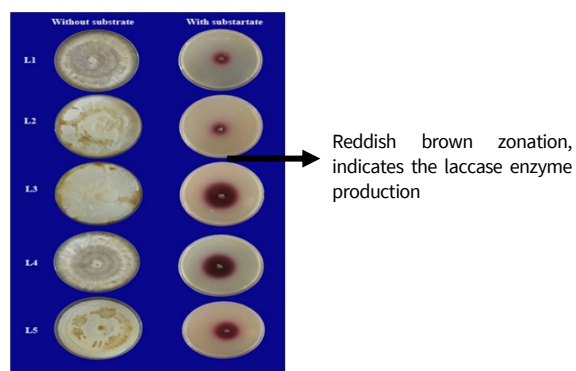 Without substrate With substartate
L1
L2
Reddish brown zonation,
indicates the laccase enzyme
production
L3
L4
L5